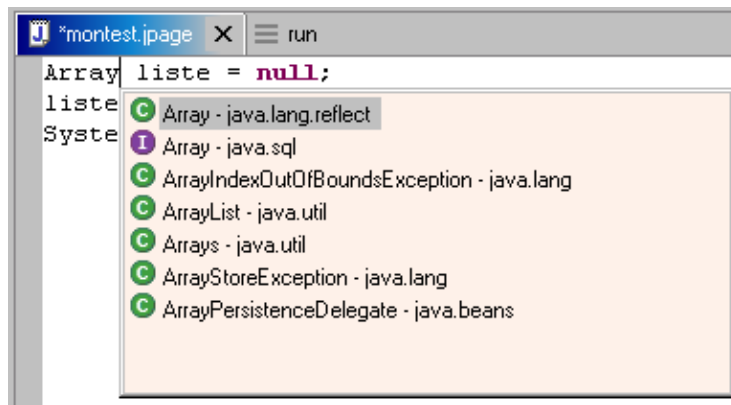 *montest.jpage X run
Array liste = null;
liste
Syste
Array - java.lang.reflect
Array - java.sql
ArrayIndexOutOfBoundsException - java.lang
ArrayList - java.util
Arrays - java.util
ArrayStoreException - java.lang
ArrayPersistenceDelegate - java.beans